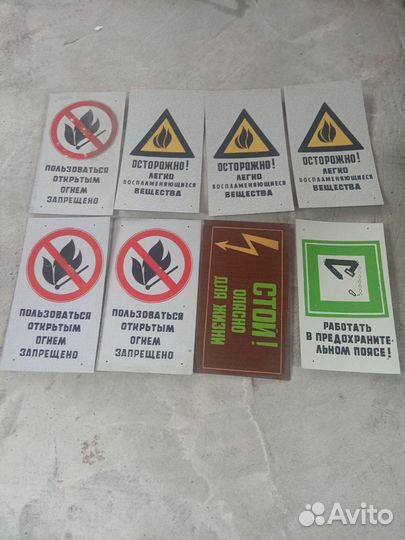 ПОЛЬЗОВАТЬСЯ
ОТКРЫТЫМ
ОГНЕМ
ЗАПРЕЩЕНО
ОСТОРОЖНО!
ЛЕГКО
ВОСПЛАМЕНЯЮЩИЕСЯ
ВЕЩЕСТВА
ОСТОРОЖНО!
ЛЕГКО
ВОСПЛАМЕНЯЮЩИЕСЯ
ВЕЩЕСТВА
ОСТОРОЖНО!
ЛЕГКО
ВОСПЛАМЕНЯЮЩИЕСЯ
ВЕЩЕСТВА
ПОЛЬЗОВАТЬСЯ
ОТКРЫТЫМ
ОГНЕМ
ЗАПРЕЩЕНО
ПОЛЬЗОВАТЬСЯ
ОТКРЫТЫМ
ОГНЕМ
ЗАПРЕЩЕНО
СТОЙ!
ОПАСНО
ДЛЯ ЖИЗНИ
РАБОТАТЬ
В ПРЕДОХРАНИТЕ-
ЛЬНОМ ПОЯСЕ!
Avito